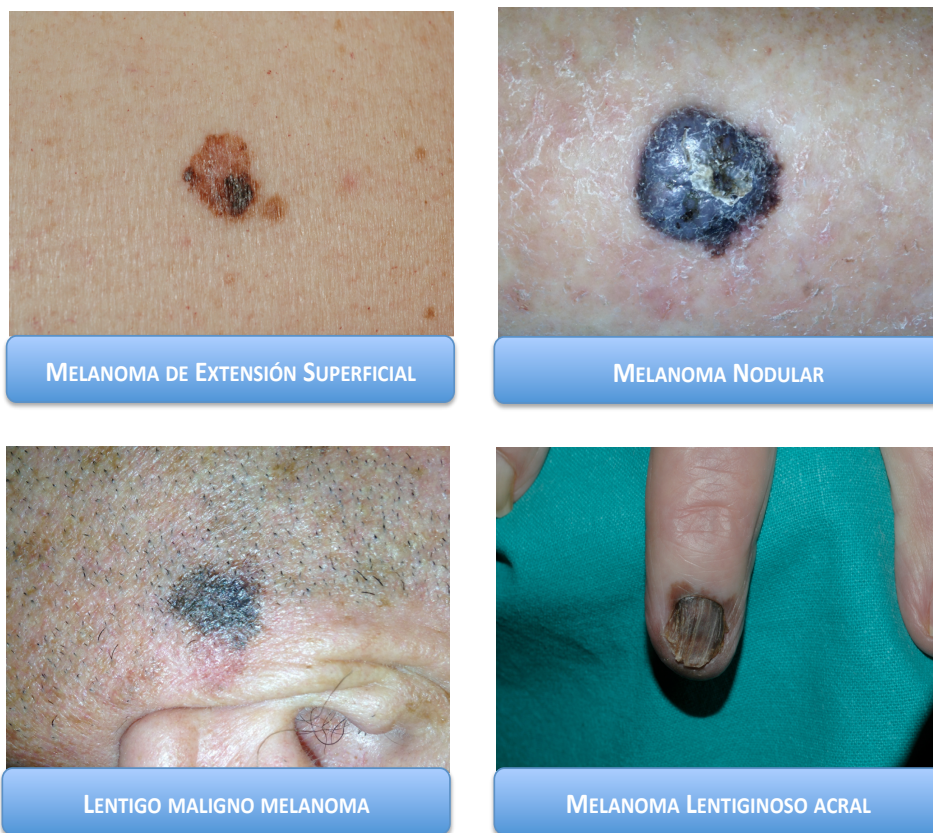 MELANOMA DE EXTENSIÓN SUPERFICIAL
MELANOMA NODULAR
LENTIGO MALIGNO MELANOMA
MELANOMA LENTIGINOSO ACRAL